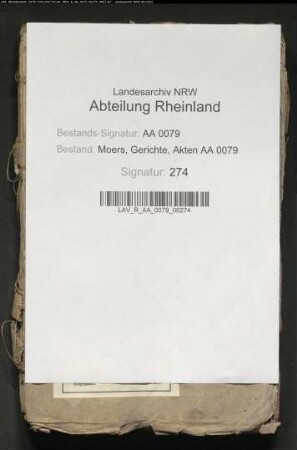 Landesarchiv NRW
Abteilung Rheinland
Bestands-Signatur: AA 0079
Bestand: Moers, Gerichte, Akten AA 0079
Signatur: 274
LAV_R_AA_0079_00274